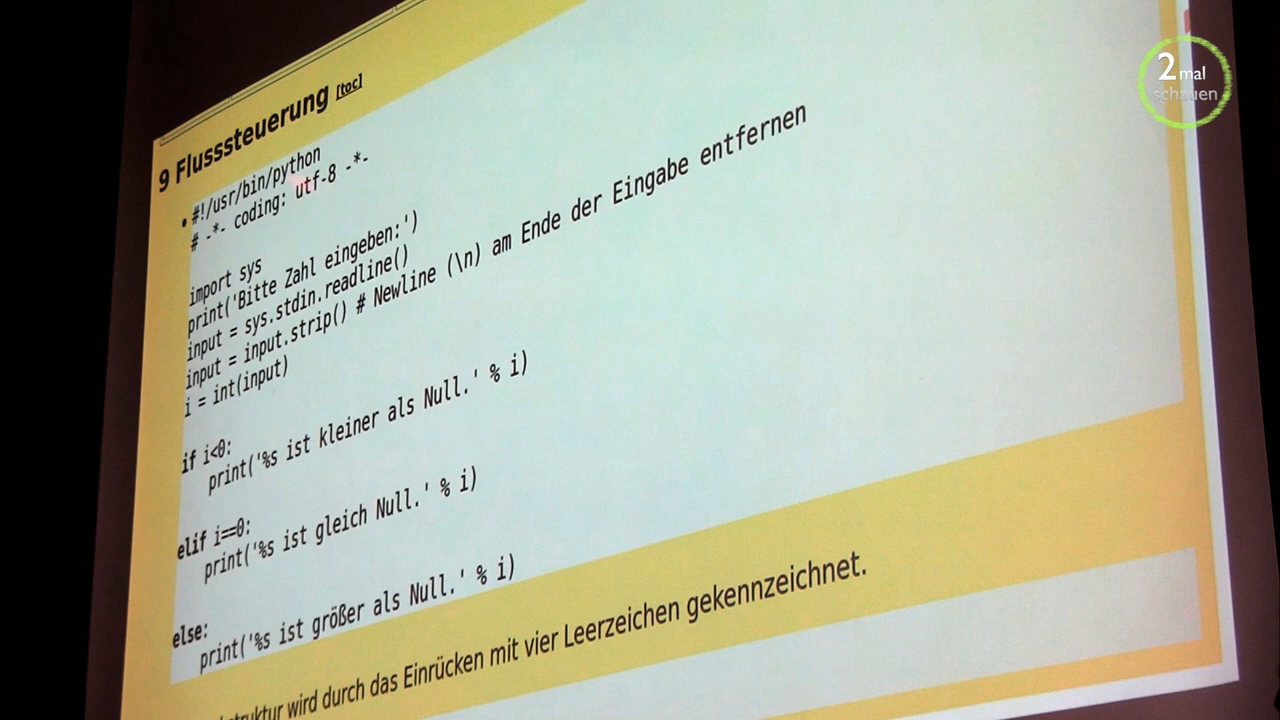 2mal
schauen
9 Flusssteuerung [toc]
• #!/usr/bin/python
# -*- coding: utf-8 -*-
import sys
print('Bitte Zahl eingeben:')
input = sys.stdin.readline()
input = input.strip() # Newline (\n) am Ende der Eingabe entfernen
i = int(input)
if i<0:
print('%s ist kleiner als Null.' % i)
elif i==0:
print('%s ist gleich Null.' % i)
else:
print('%s ist größer als Null.' % i)
wird durch das Einrücken mit vier Leerzeichen gekennzeichnet.